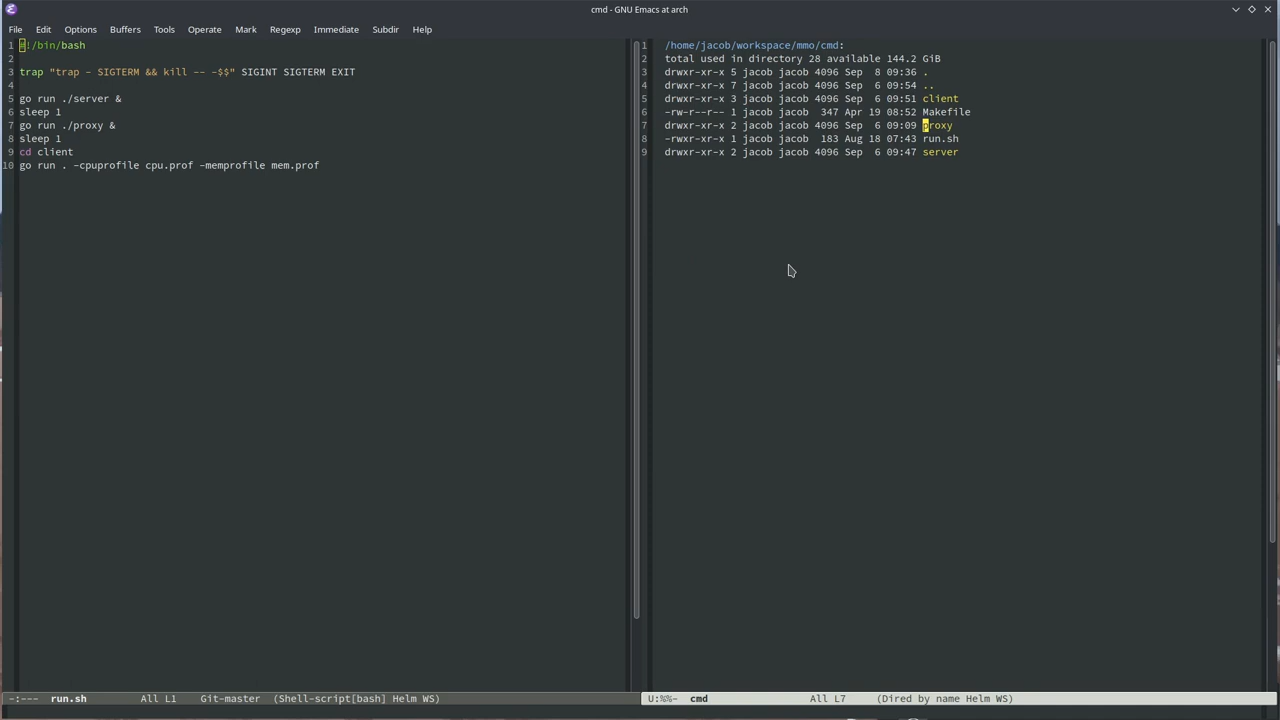 cmd - GNU Emacs at arch
File Edit Options Buffers Tools Operate Mark Regexp Immediate Subdir Help
1 #!/bin/bash
2
3 trap "trap - SIGTERM && kill -- -$$" SIGINT SIGTERM EXIT
4
5 go run ./server &
6 sleep 1
7 go run ./proxy &
8 sleep 1
9 cd client
10 go run . -cpuprofile cpu.prof -memprofile mem.prof
-:--- run.sh All L1 Git-master (Shell-script[bash] Helm WS)
1 /home/jacob/workspace/mmo/cmd:
2 total used in directory 28 available 144.2 GiB
3 drwxr-xr-x 5 jacob jacob 4096 Sep 8 09:36 .
4 drwxr-xr-x 7 jacob jacob 4096 Sep 6 09:54 ..
5 drwxr-xr-x 3 jacob jacob 4096 Sep 6 09:51 client
6 -rw-r--r-- 1 jacob jacob 347 Apr 19 08:52 Makefile
7 drwxr-xr-x 2 jacob jacob 4096 Sep 6 09:09 proxy
8 -rwxr-xr-x 1 jacob jacob 183 Aug 18 07:43 run.sh
9 drwxr-xr-x 2 jacob jacob 4096 Sep 6 09:47 server
U:%%- cmd All L7 (Dired by name Helm WS)